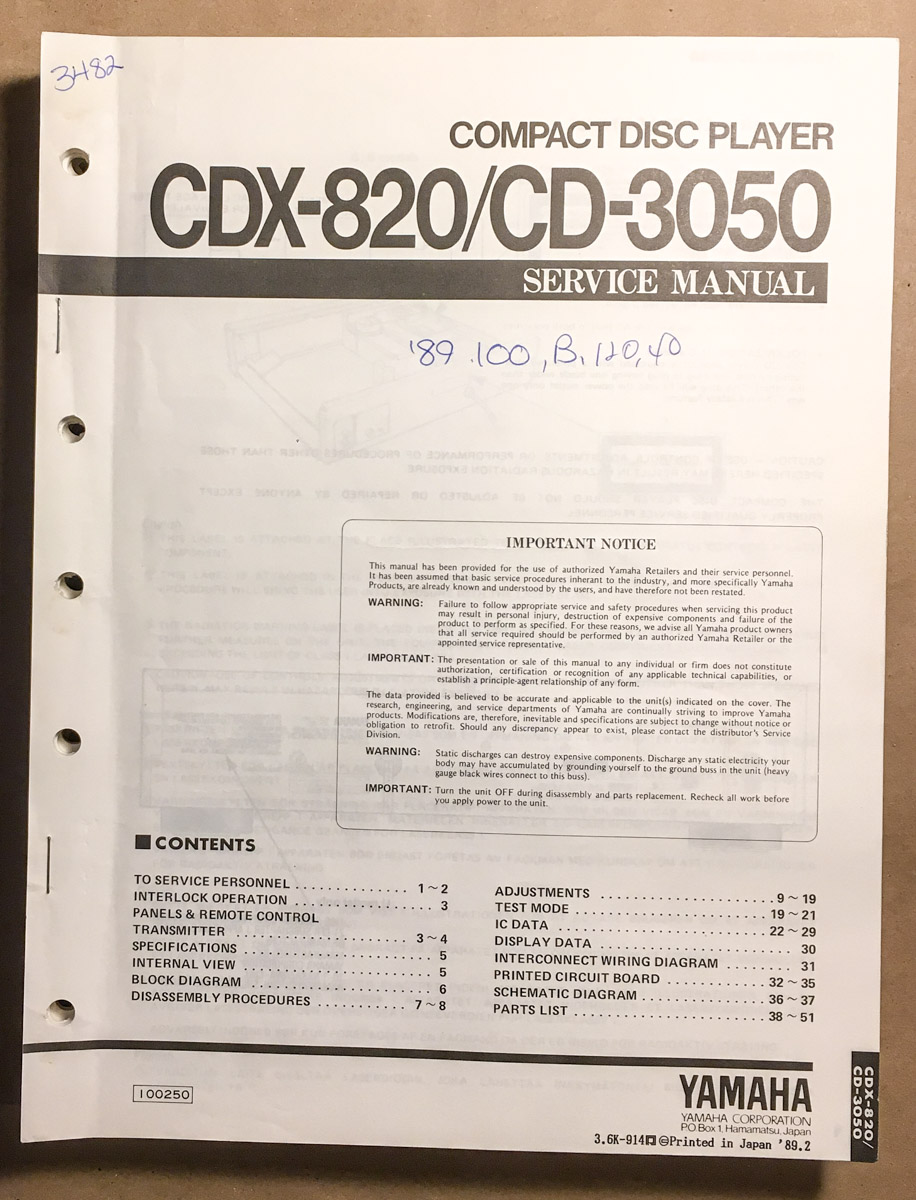 3482
COMPACT DISC PLAYER
CDX-820/CD-3050
SERVICE MANUAL
'89 .100, B, 120, 40
IMPORTANT NOTICE
This manual has been provided for the use of authorized Yamaha Retailers and their service personnel.
It has been assumed that basic service procedures inherant to the industry, and more specifically Yamaha
Products, are already known and understood by the users, and have therefore not been restated.
WARNING: Failure to follow appropriate service and safety procedures when servicing this product
may result in personal injury, destruction of expensive components and failure of the
product to perform as specified. For these reasons, we advise all Yamaha product owners
that all service required should be performed by an authorized Yamaha Retailer or the
appointed service representative.
IMPORTANT: The presentation or sale of this manual to any individual or firm does not constitute
authorization, certification or recognition of any applicable technical capabilities, or
establish a principle-agent relationship of any form.
The data provided is believed to be accurate and applicable to the unit(s) indicated on the cover. The
research, engineering, and service departments of Yamaha are continually striving to improve Yamaha
products. Modifications are, therefore, inevitable and specifications are subject to change without notice or
obligation to retrofit. Should any discrepancy appear to exist, please contact the distributor's Service
Division.
WARNING: Static discharges can destroy expensive components. Discharge any static electricity your
body may have accumulated by grounding yourself to the ground buss in the unit (heavy
gauge black wires connect to this buss).
IMPORTANT: Turn the unit OFF during disassembly and parts replacement. Recheck all work before
you apply power to the unit.
■ CONTENTS
TO SERVICE PERSONNEL . . . . . . . . . . . . . . 1 ~ 2
INTERLOCK OPERATION . . . . . . . . . . . . . . . . . 3
PANELS & REMOTE CONTROL
TRANSMITTER . . . . . . . . . . . . . . . . . . . . . 3 ~ 4
SPECIFICATIONS . . . . . . . . . . . . . . . . . . . . . . 5
INTERNAL VIEW . . . . . . . . . . . . . . . . . . . . . . 5
BLOCK DIAGRAM . . . . . . . . . . . . . . . . . . . . . . 6
DISASSEMBLY PROCEDURES . . . . . . . . . . . 7 ~ 8
ADJUSTMENTS . . . . . . . . . . . . . . . . . . . . . 9 ~ 19
TEST MODE . . . . . . . . . . . . . . . . . . . . . . . 19 ~ 21
IC DATA . . . . . . . . . . . . . . . . . . . . . . . . . 22 ~ 29
DISPLAY DATA . . . . . . . . . . . . . . . . . . . . . . . 30
INTERCONNECT WIRING DIAGRAM . . . . . . . . 31
PRINTED CIRCUIT BOARD . . . . . . . . . . . . 32 ~ 35
SCHEMATIC DIAGRAM . . . . . . . . . . . . . . . 36 ~ 37
PARTS LIST . . . . . . . . . . . . . . . . . . . . . . . 38 ~ 51
100250
YAMAHA
YAMAHA CORPORATION
P.O.Box 1, Hamamatsu, Japan
3.6K-914 Printed in Japan '89.2
CDX-820/
CD-3050